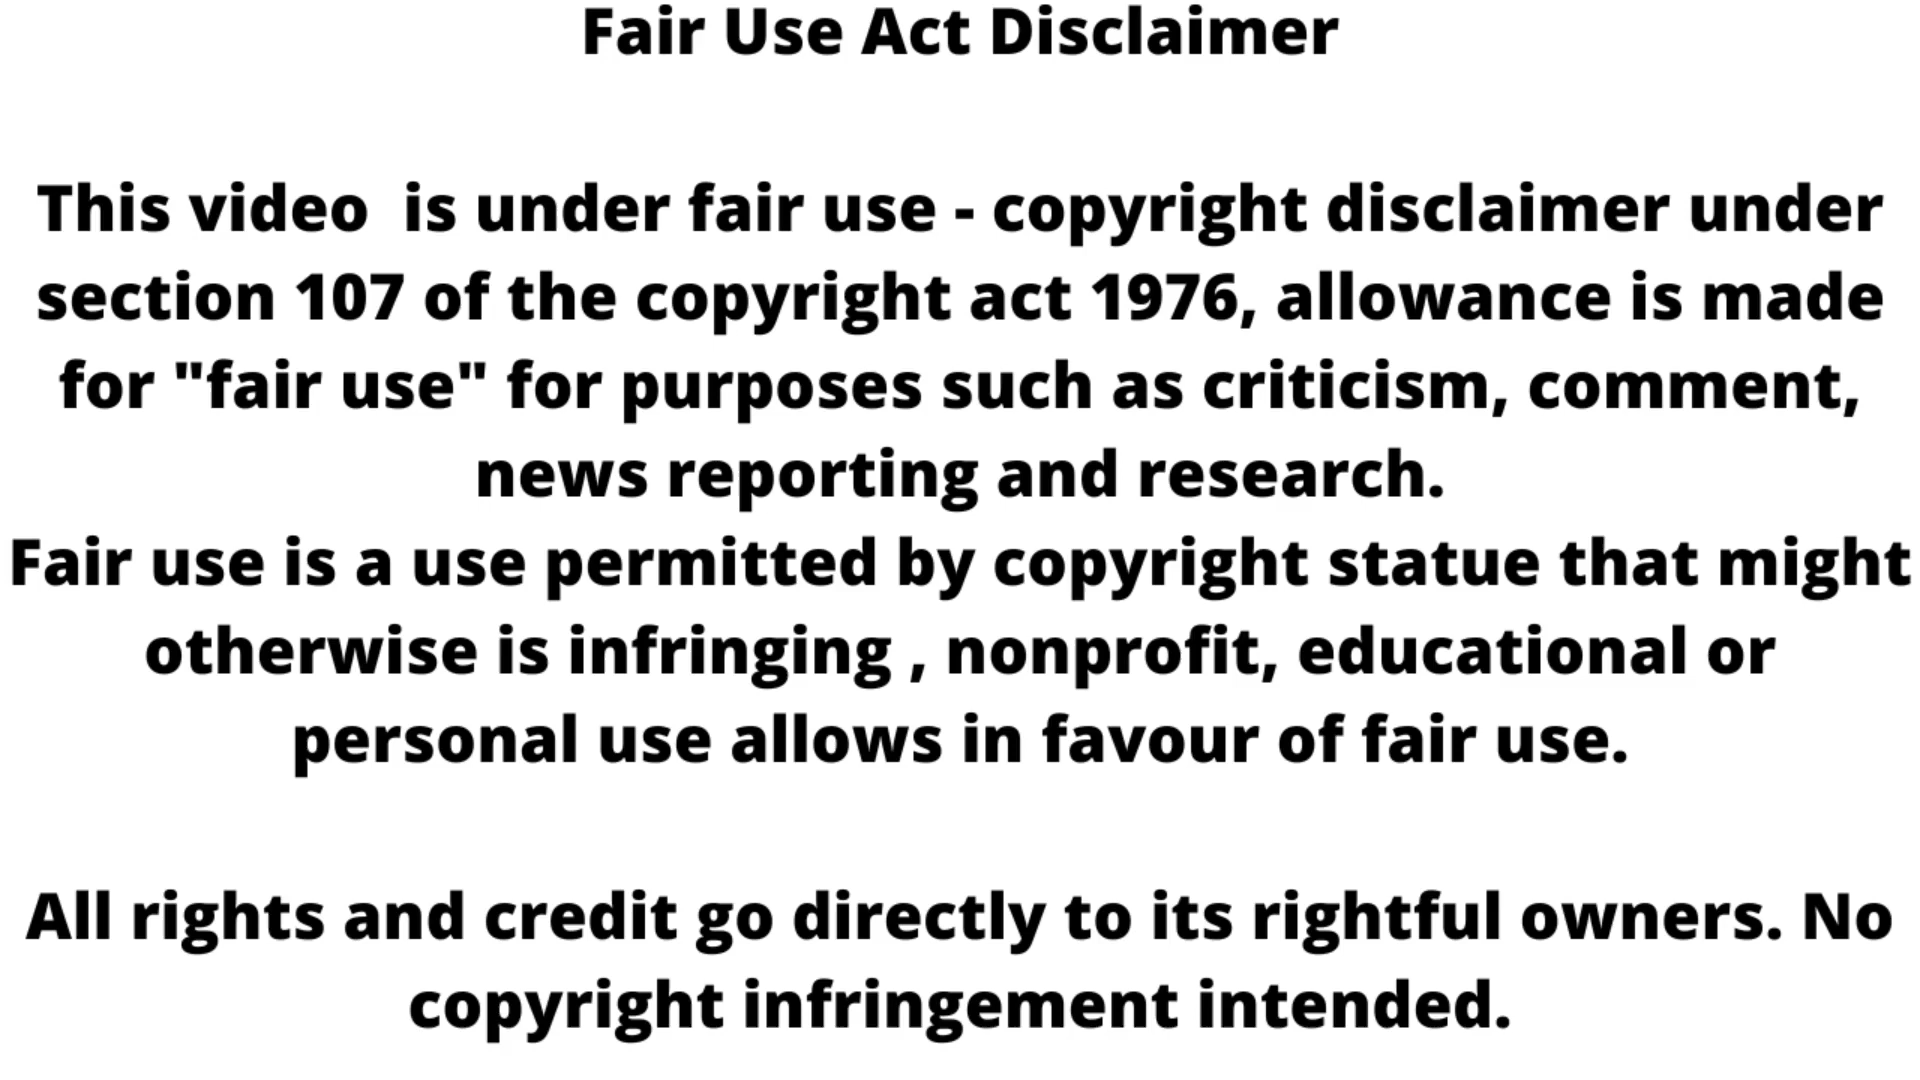 Fair Use Act Disclaimer
This video  is under fair use - copyright disclaimer under
section 107 of the copyright act 1976, allowance is made
for "fair use" for purposes such as criticism, comment,
news reporting and research.
Fair use is a use permitted by copyright statue that might
otherwise is infringing , nonprofit, educational or
personal use allows in favour of fair use.
All rights and credit go directly to its rightful owners. No
copyright infringement intended.